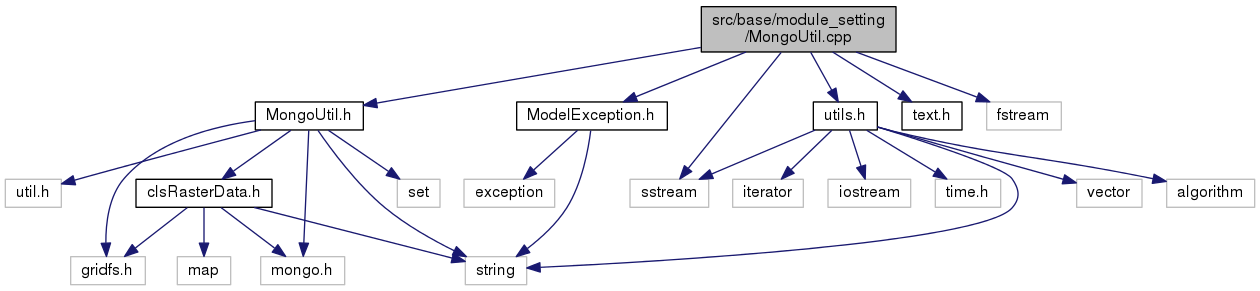 src/base/module_setting
/MongoUtil.cpp
MongoUtil.h
ModelException.h
utils.h
text.h
fstream
util.h
clsRasterData.h
set
exception
sstream
iterator
iostream
time.h
vector
algorithm
gridfs.h
map
mongo.h
string